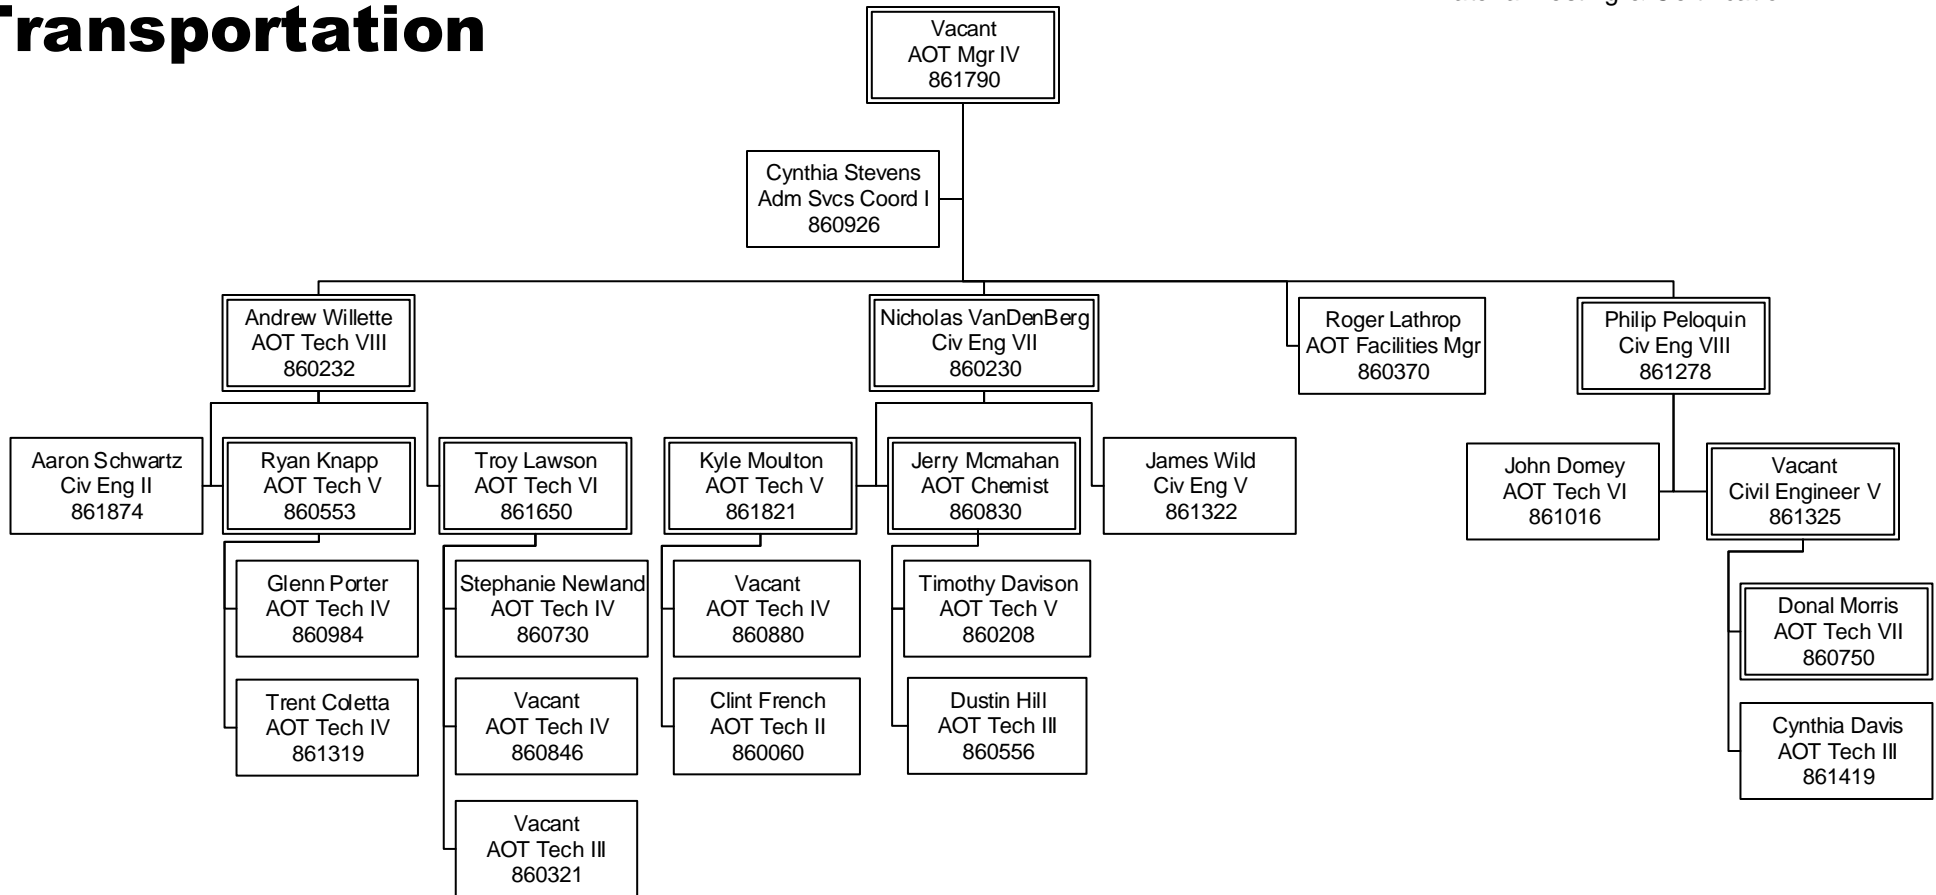 Transportation
Vacant
AOT Mgr IV
861790
Cynthia Stevens
Adm Svcs Coord I
860926
Andrew Willette
AOT Tech VIII
860232
Nicholas VanDenBerg
Civ Eng VII
860230
Roger Lathrop
AOT Facilities Mgr
860370
Philip Peloquin
Civ Eng VIII
861278
Aaron Schwartz
Civ Eng II
861874
Ryan Knapp
AOT Tech V
860553
Troy Lawson
AOT Tech VI
861650
Kyle Moulton
AOT Tech V
861821
Jerry Mcmahan
AOT Chemist
860830
James Wild
Civ Eng V
861322
John Domey
AOT Tech VI
861016
Vacant
Civil Engineer V
861325
Glenn Porter
AOT Tech IV
860984
Stephanie Newland
AOT Tech IV
860730
Vacant
AOT Tech IV
860880
Timothy Davison
AOT Tech V
860208
Donal Morris
AOT Tech VII
860750
Trent Coletta
AOT Tech IV
861319
Vacant
AOT Tech IV
860846
Clint French
AOT Tech II
860060
Dustin Hill
AOT Tech III
860556
Cynthia Davis
AOT Tech III
861419
Vacant
AOT Tech III
860321